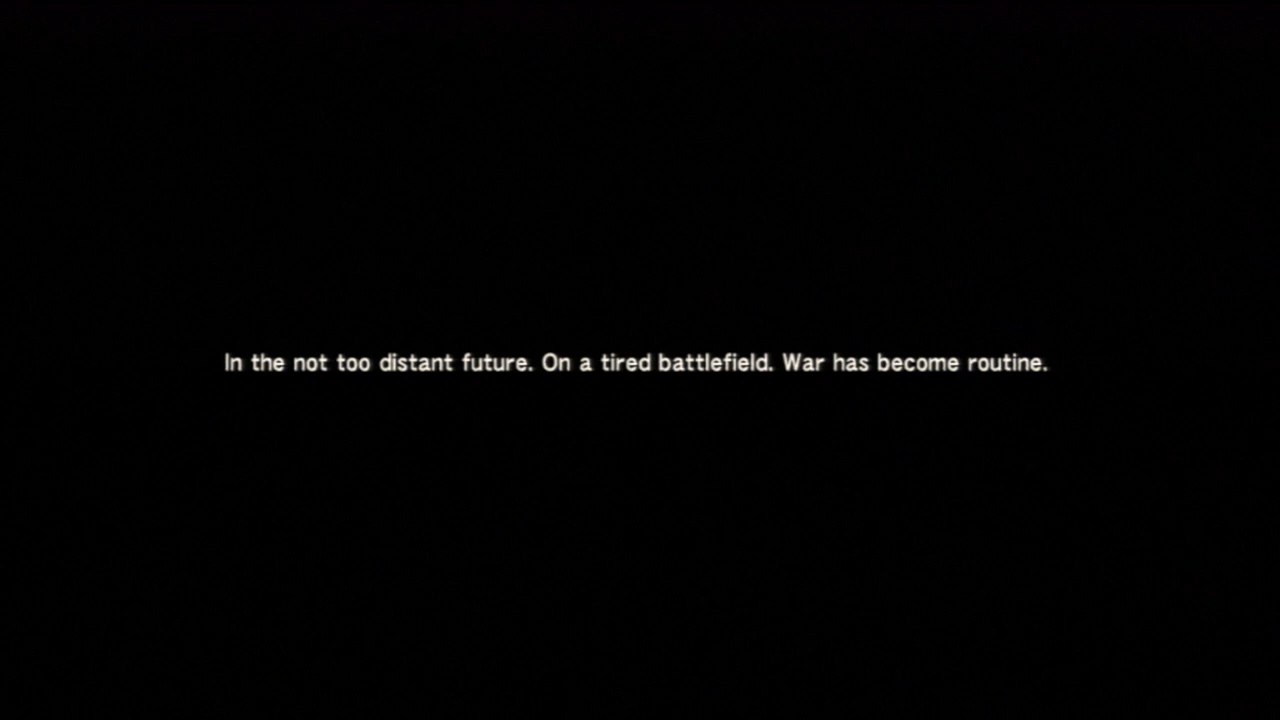 In the not too distant future. On a tired battlefield. War has become routine.